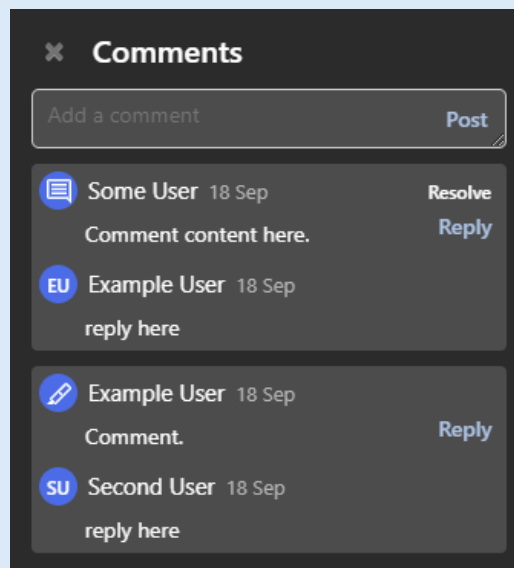 Comments
Add a comment
Post
Some User 18 Sep
Resolve
Comment content here.
Reply
EU Example User 18 Sep
reply here
Example User 18 Sep
Comment.
Reply
SU Second User 18 Sep
reply here